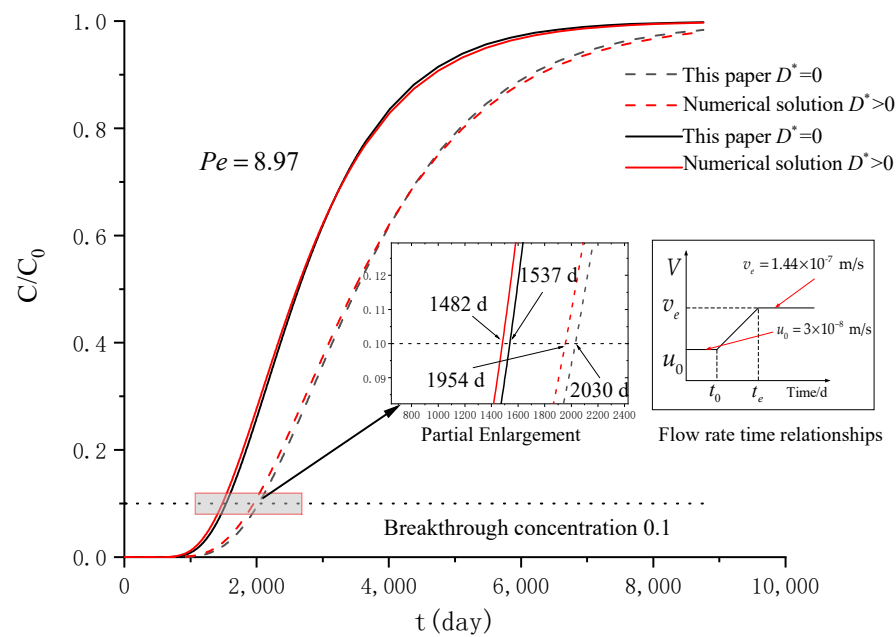 C/C₀
1.0
0.8
0.6
0.4
0.2
0.0
0
2,000
4,000
6,000
8,000
10,000
t(day)
Pe = 8.97
This paper D*=0
Numerical solution D*>0
This paper D*=0
Numerical solution D*>0
0.12
0.11
0.10
0.09
1482 d
1537 d
1954 d
2030 d
800 1000 1200 1400 1600 1800 2000 2200 2400
Partial Enlargement
V
vₑ = 1.44×10⁻⁷ m/s
vₑ
u₀ = 3×10⁻⁸ m/s
u₀
t₀
tₑ
Time/d
Flow rate time relationships
Breakthrough concentration 0.1